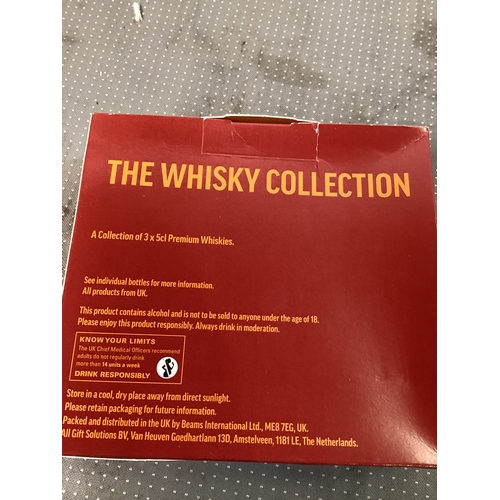 THE WHISKY COLLECTION
A Collection of 3 x 5cl Premium Whiskies.
See individual bottles for more information.
All products from UK.
This product contains alcohol and is not to be sold to anyone under the age of 18.
Please enjoy this product responsibly. Always drink in moderation.
KNOW YOUR LIMITS
The UK Chief Medical Officers recommend
adults do not regularly drink
more than 14 units a week
DRINK RESPONSIBLY
Store in a cool, dry place away from direct sunlight.
Please retain packaging for future information.
Packed and distributed in the UK by Beams International Ltd., ME8 7EG, UK.
All Gift Solutions BV, Van Heuven Goedhartlann 13D, Amstelveen, 1181 LE, The Netherlands.